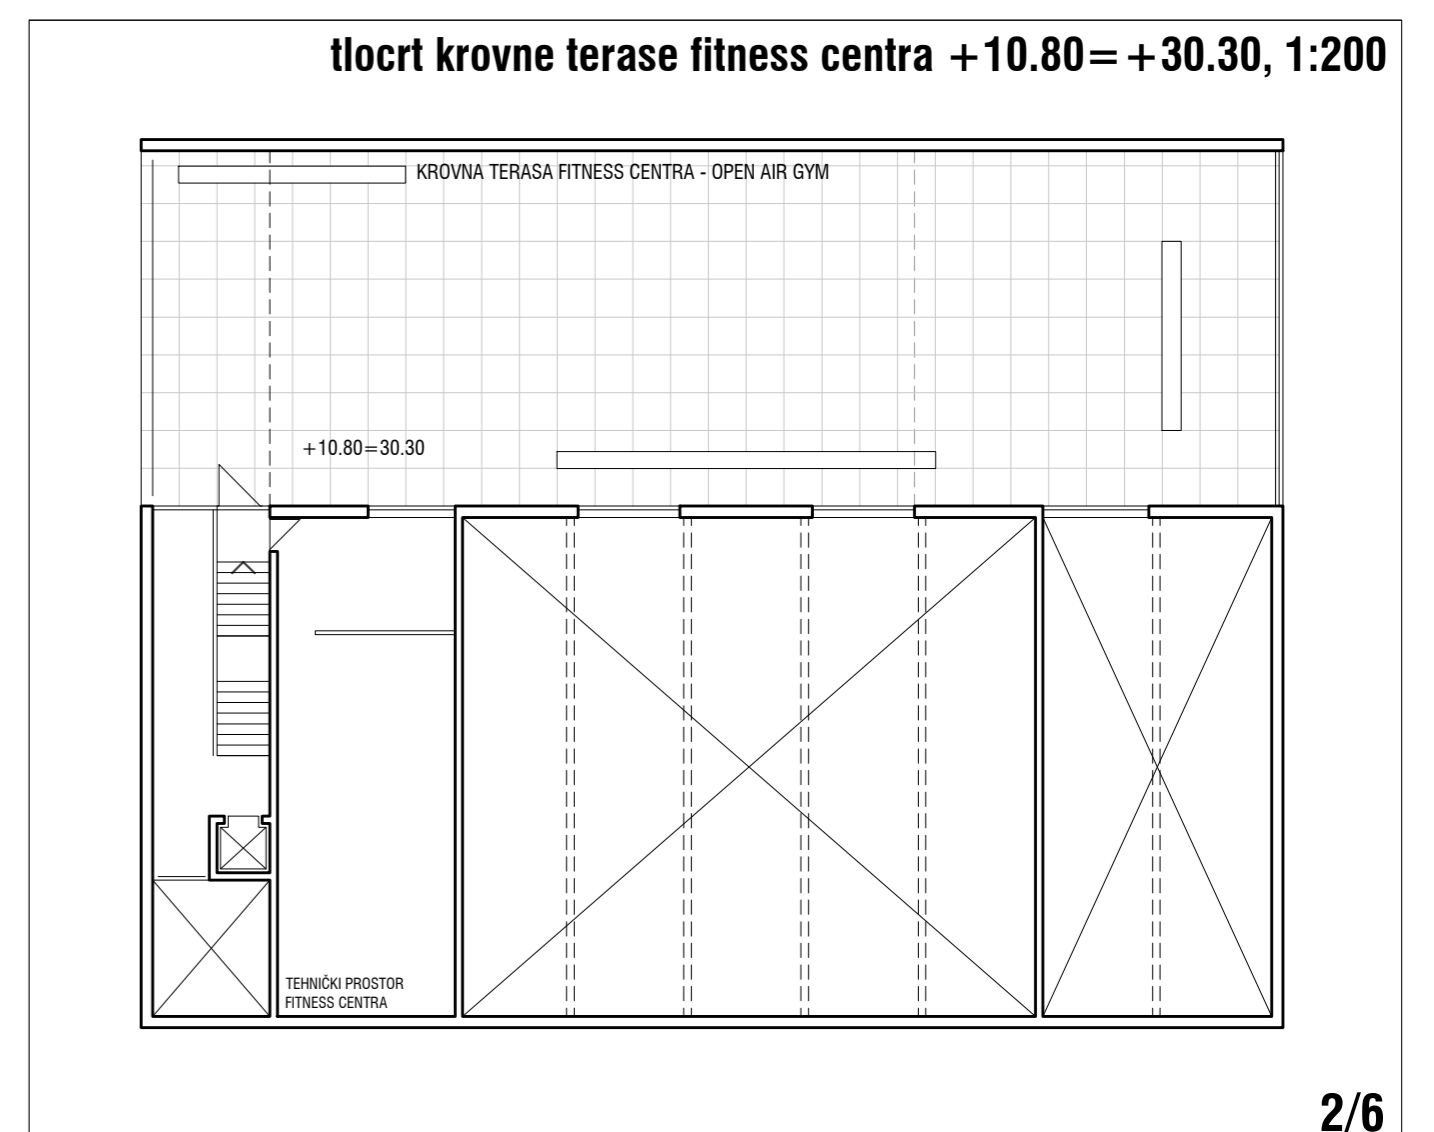 tlocrt krovne terase fitness centra +10.80=+30.30, 1:200
KROVNA TERASA FITNESS CENTRA - OPEN AIR GYM
+10.80=30.30
TEHNIČKI PROSTOR
FITNESS CENTRA
2/6